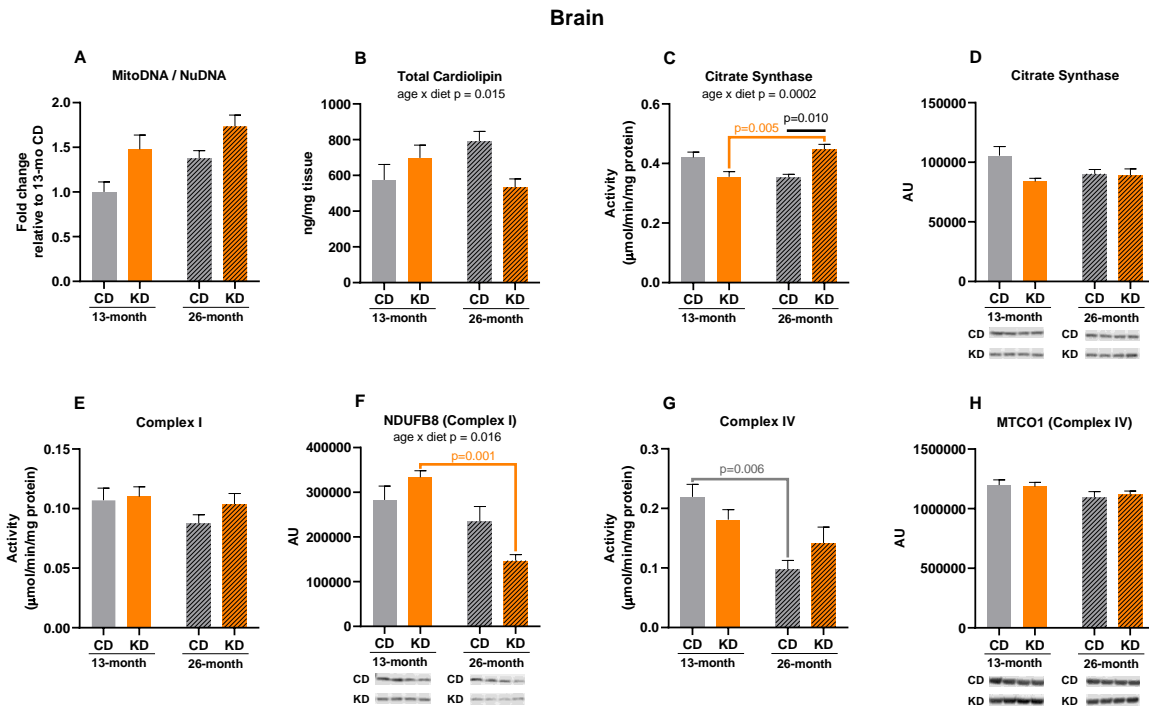 Brain
A
MitoDNA / NuDNA
Fold change
relative to 13-mo CD
2.0
1.5
1.0
0.5
0.0
CD KD CD KD
13-month 26-month
B
Total Cardiolipin
age x diet p = 0.015
ng/mg tissue
1000
800
600
400
200
0
CD KD CD KD
13-month 26-month
C
Citrate Synthase
age x diet p = 0.0002
p=0.010
p=0.005
Activity
(µmol/min/mg protein)
0.6
0.4
0.2
0.0
CD KD CD KD
13-month 26-month
D
Citrate Synthase
AU
150000
100000
50000
0
CD KD CD KD
13-month 26-month
CD
KD
E
Complex I
Activity
(µmol/min/mg protein)
0.15
0.10
0.05
0.00
CD KD CD KD
13-month 26-month
F
NDUFB8 (Complex I)
age x diet p = 0.016
p=0.001
AU
400000
300000
200000
100000
0
CD KD CD KD
13-month 26-month
CD CD
KD KD
G
Complex IV
p=0.006
Activity
(µmol/min/mg protein)
0.3
0.2
0.1
0.0
CD KD CD KD
13-month 26-month
H
MTCO1 (Complex IV)
AU
1500000
1000000
500000
0
CD KD CD KD
13-month 26-month
CD
KD